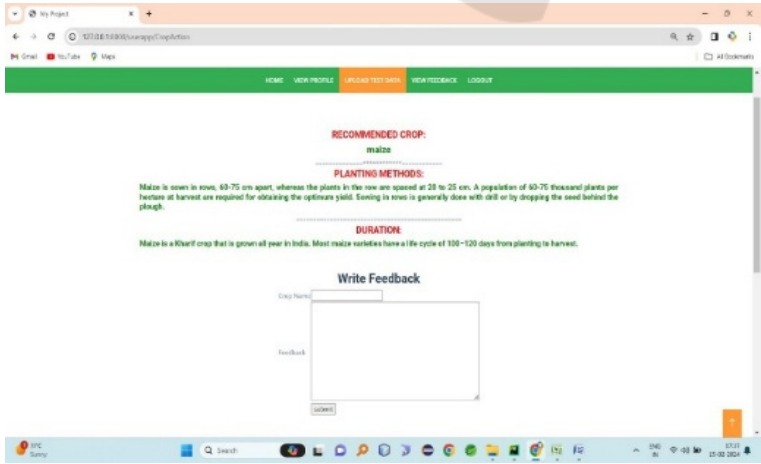 My Project
127.0.0.1:8000/userapp/CropAction
Gmail YouTube Maps All Bookmarks
HOME VIEW PROFILE UPLOAD TEST DATA VIEW FEEDBACK LOGOUT
RECOMMENDED CROP:
maize
PLANTING METHODS:
Maize is sown in rows, 60-75 cm apart, whereas the plants in the row are spaced at 20 to 25 cm. A population of 60-75 thousand plants per
hectare at harvest are required for obtaining the optimum yield. Sowing in rows is generally done with drill or by dropping the seed behind the
plough.
DURATION:
Maize is a Kharif crop that is grown all year in India. Most maize varieties have a life cycle of 100–120 days from planting to harvest.
Write Feedback
Crop Name
Feedback
submit
Sunny
Search
ENG
IN
15-02-2024